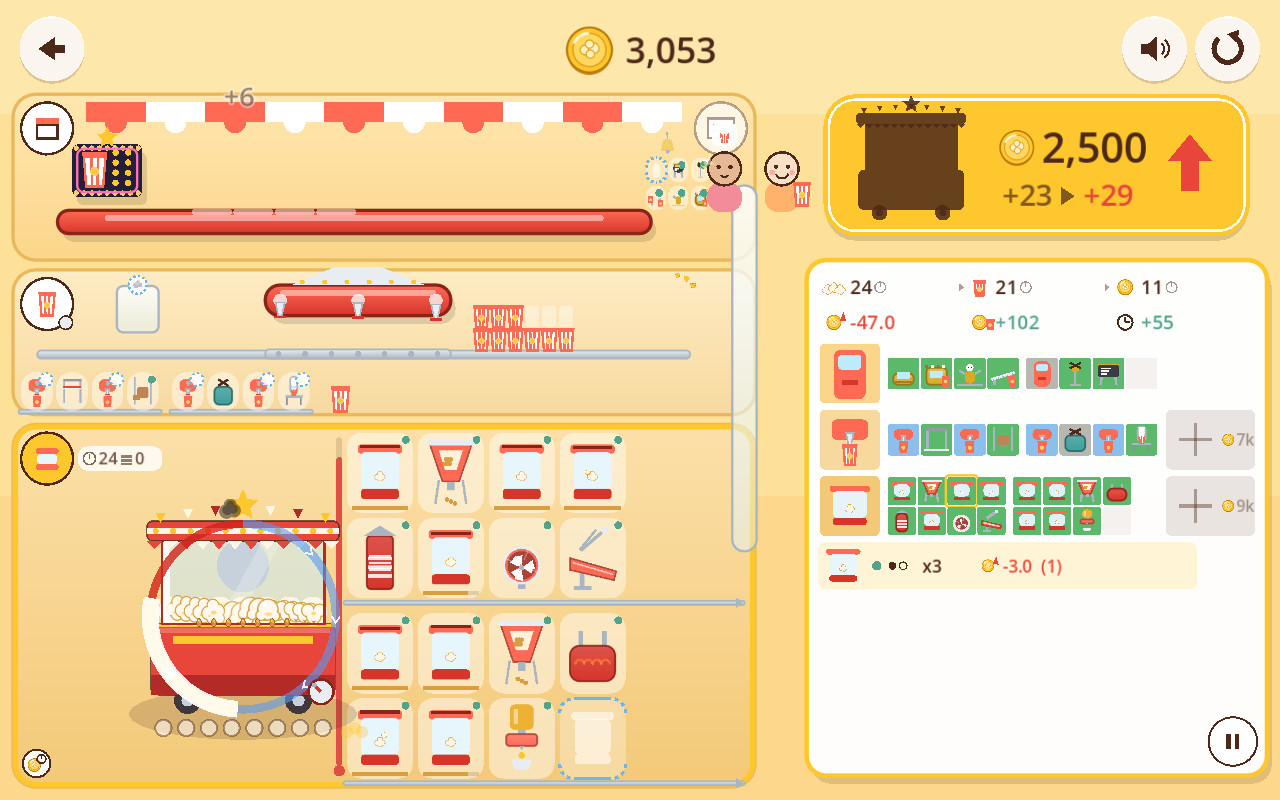 3,053
+6
2,500
+23 ▶ +29
24 21 11
-47.0 +102 +55
7k
24 0
9k
x3 -3.0 (1)